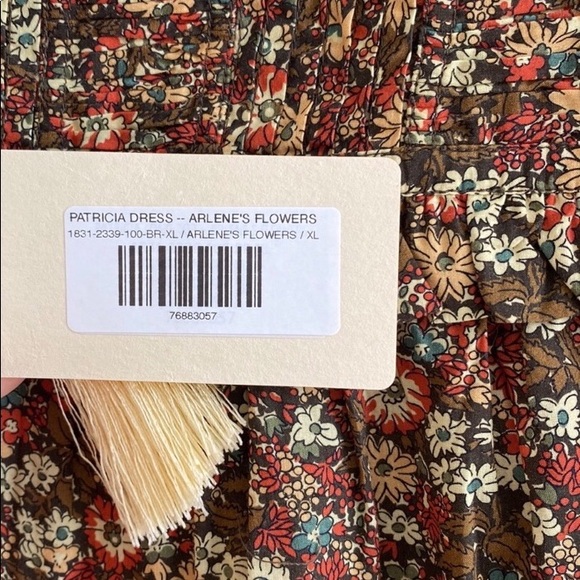 PATRICIA DRESS -- ARLENE'S FLOWERS
1831-2339-100-BR-XL / ARLENE'S FLOWERS / XL
76883057